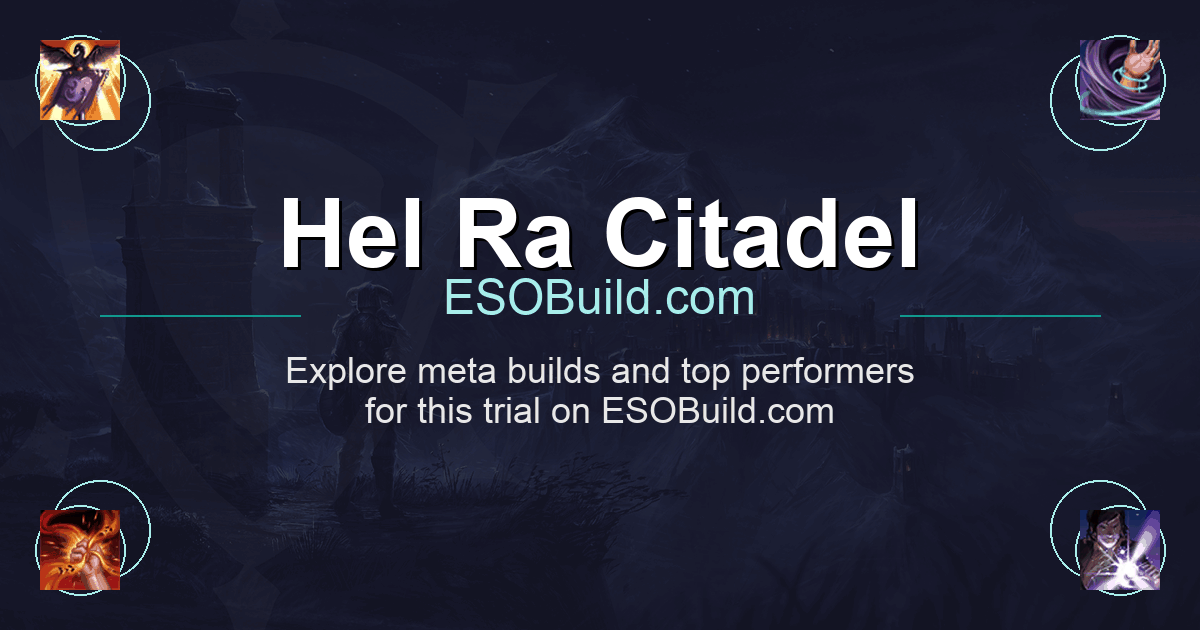 Hel Ra Citadel
ESOBuild.com
Explore meta builds and top performers
for this trial on ESOBuild.com